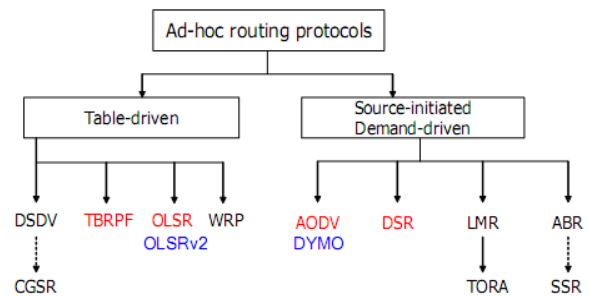 Ad-hoc routing protocols
Table-driven
Source-initiated
Demand-driven
DSDV TBRPF OLSR WRP AODV DSR LMR ABR
OLSRv2 DYMO
CGSR TORA SSR